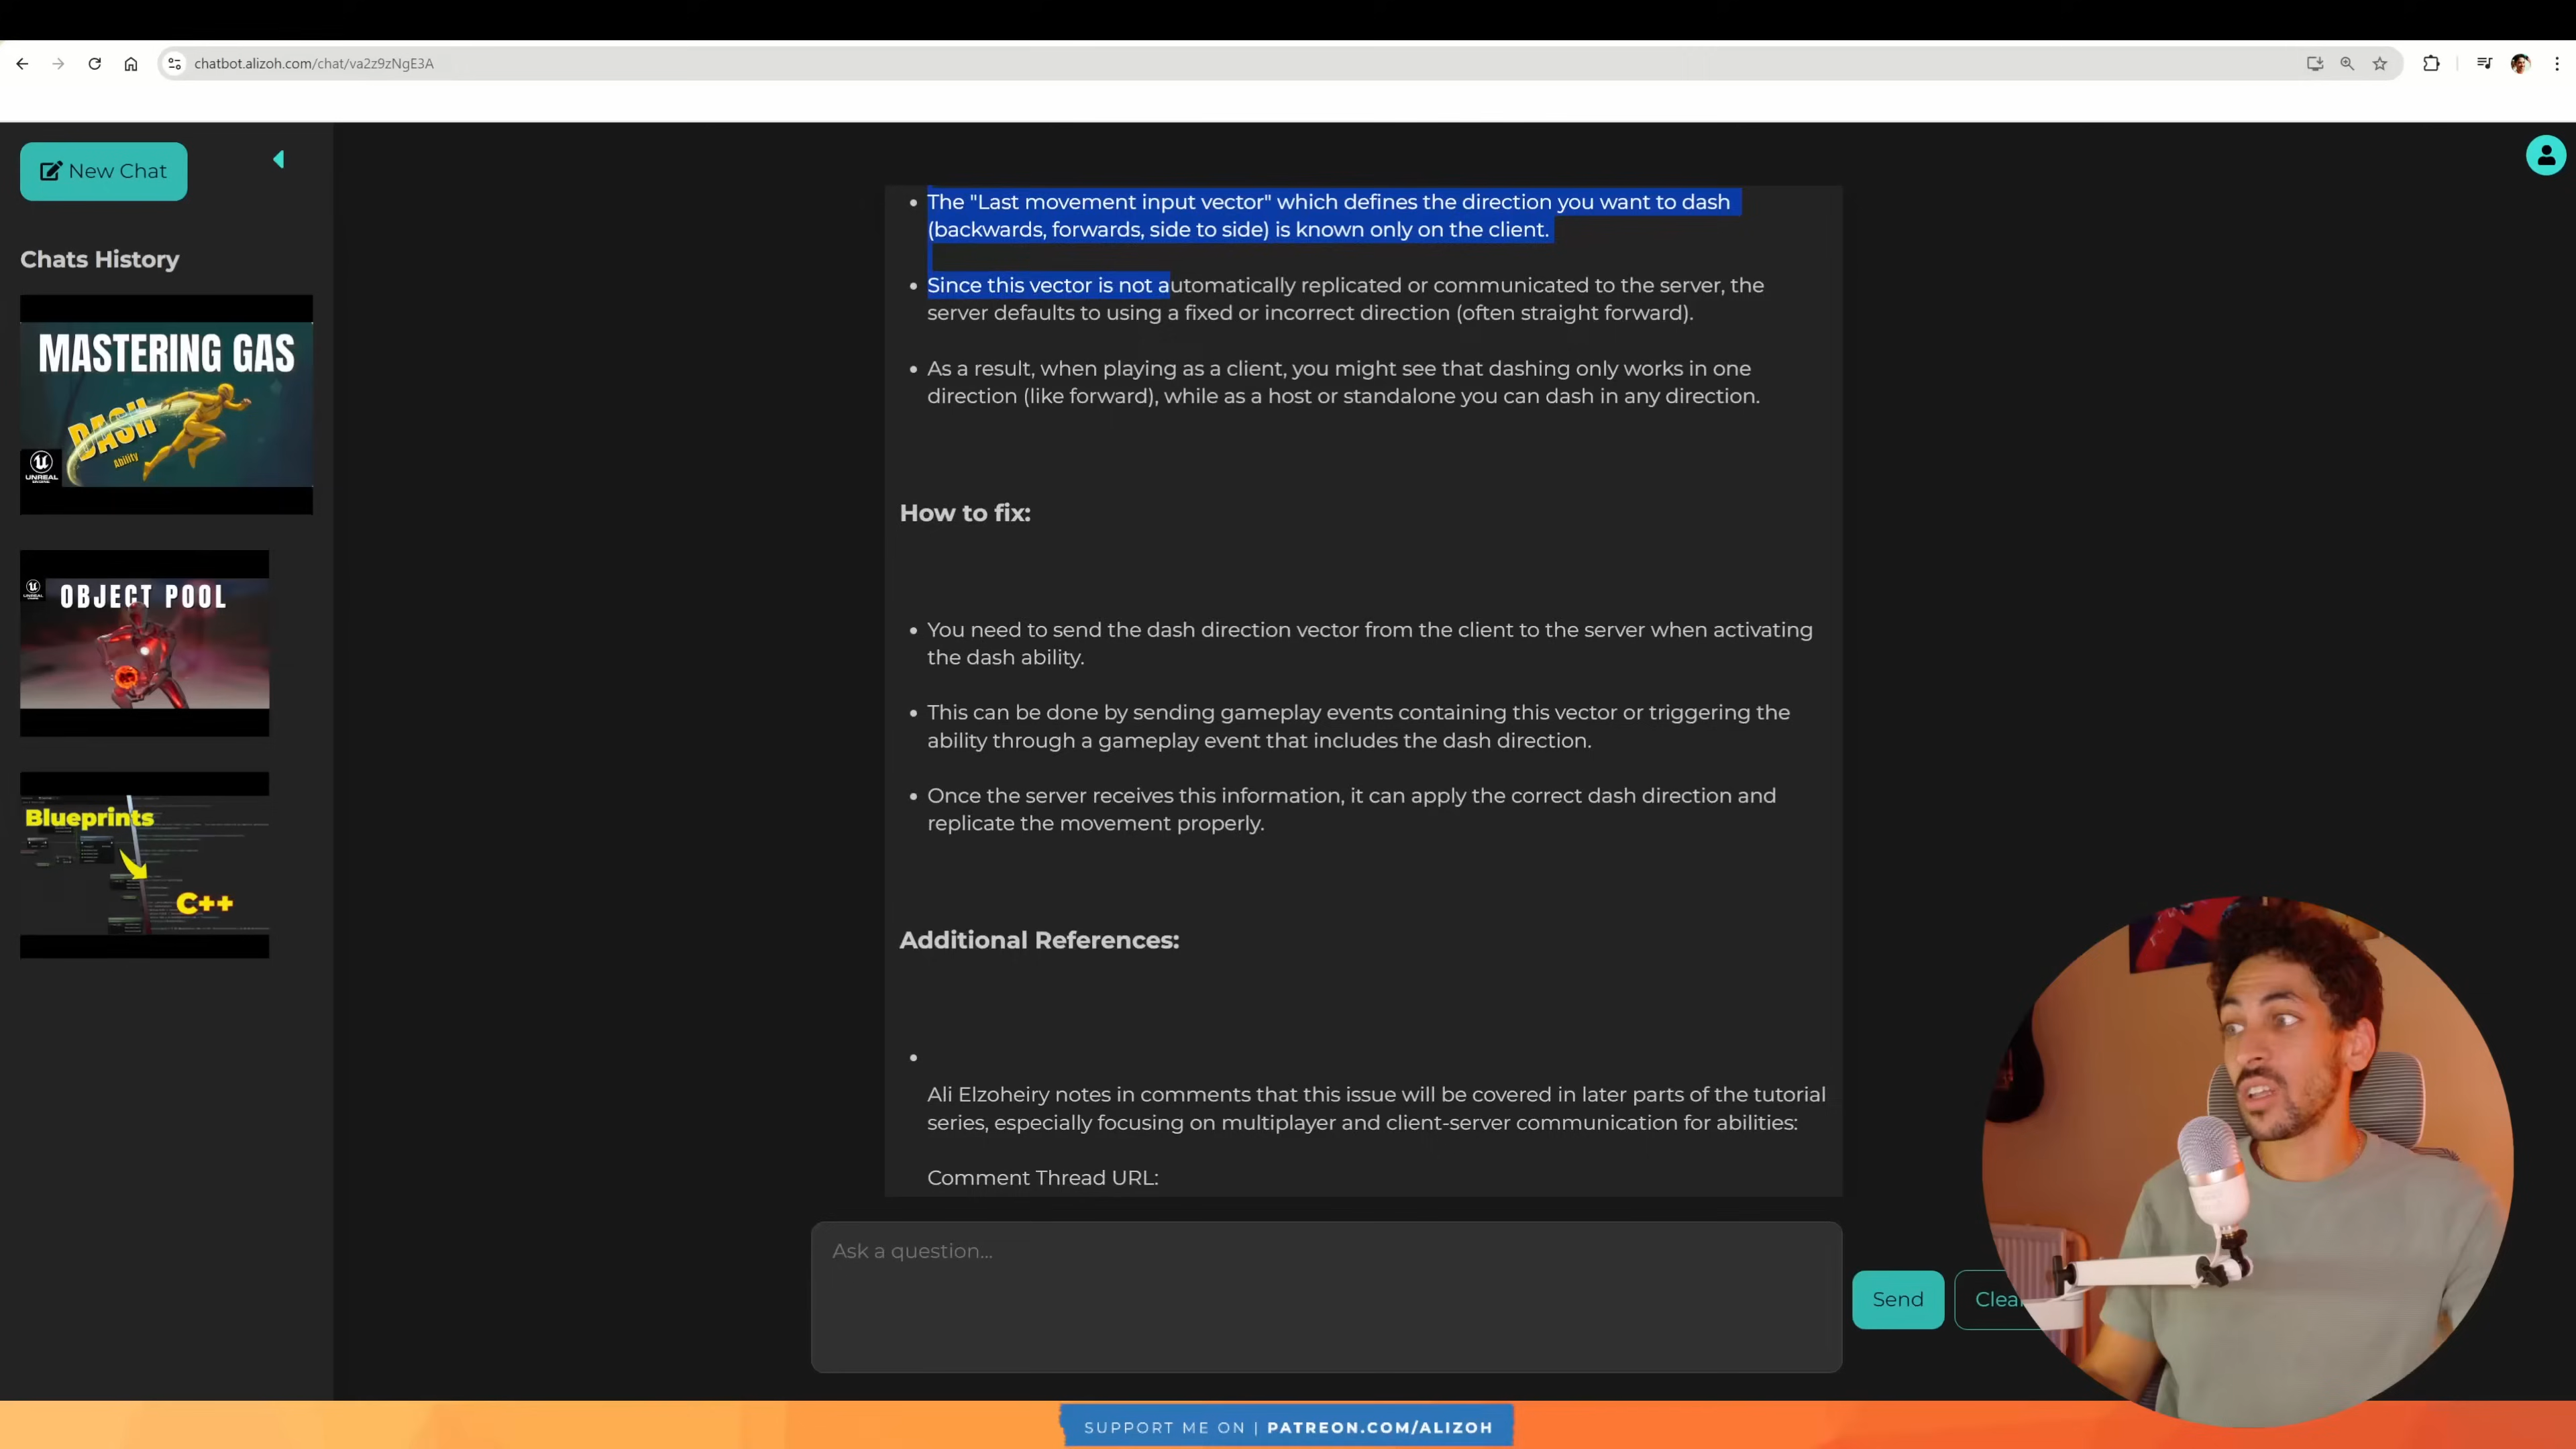 chatbot.alizoh.com/chat/va2z9zNgE3A
New Chat
Chats History
MASTERING GAS
DASH
Ability
UNREAL
OBJECT POOL
Blueprints
C++
The "Last movement input vector" which defines the direction you want to dash
(backwards, forwards, side to side) is known only on the client.
Since this vector is not automatically replicated or communicated to the server, the
server defaults to using a fixed or incorrect direction (often straight forward).
As a result, when playing as a client, you might see that dashing only works in one
direction (like forward), while as a host or standalone you can dash in any direction.
How to fix:
You need to send the dash direction vector from the client to the server when activating
the dash ability.
This can be done by sending gameplay events containing this vector or triggering the
ability through a gameplay event that includes the dash direction.
Once the server receives this information, it can apply the correct dash direction and
replicate the movement properly.
Additional References:
Ali Elzoheiry notes in comments that this issue will be covered in later parts of the tutorial
series, especially focusing on multiplayer and client-server communication for abilities:
Comment Thread URL:
Ask a question...
Send
Clea
SUPPORT ME ON | PATREON.COM/ALIZOH